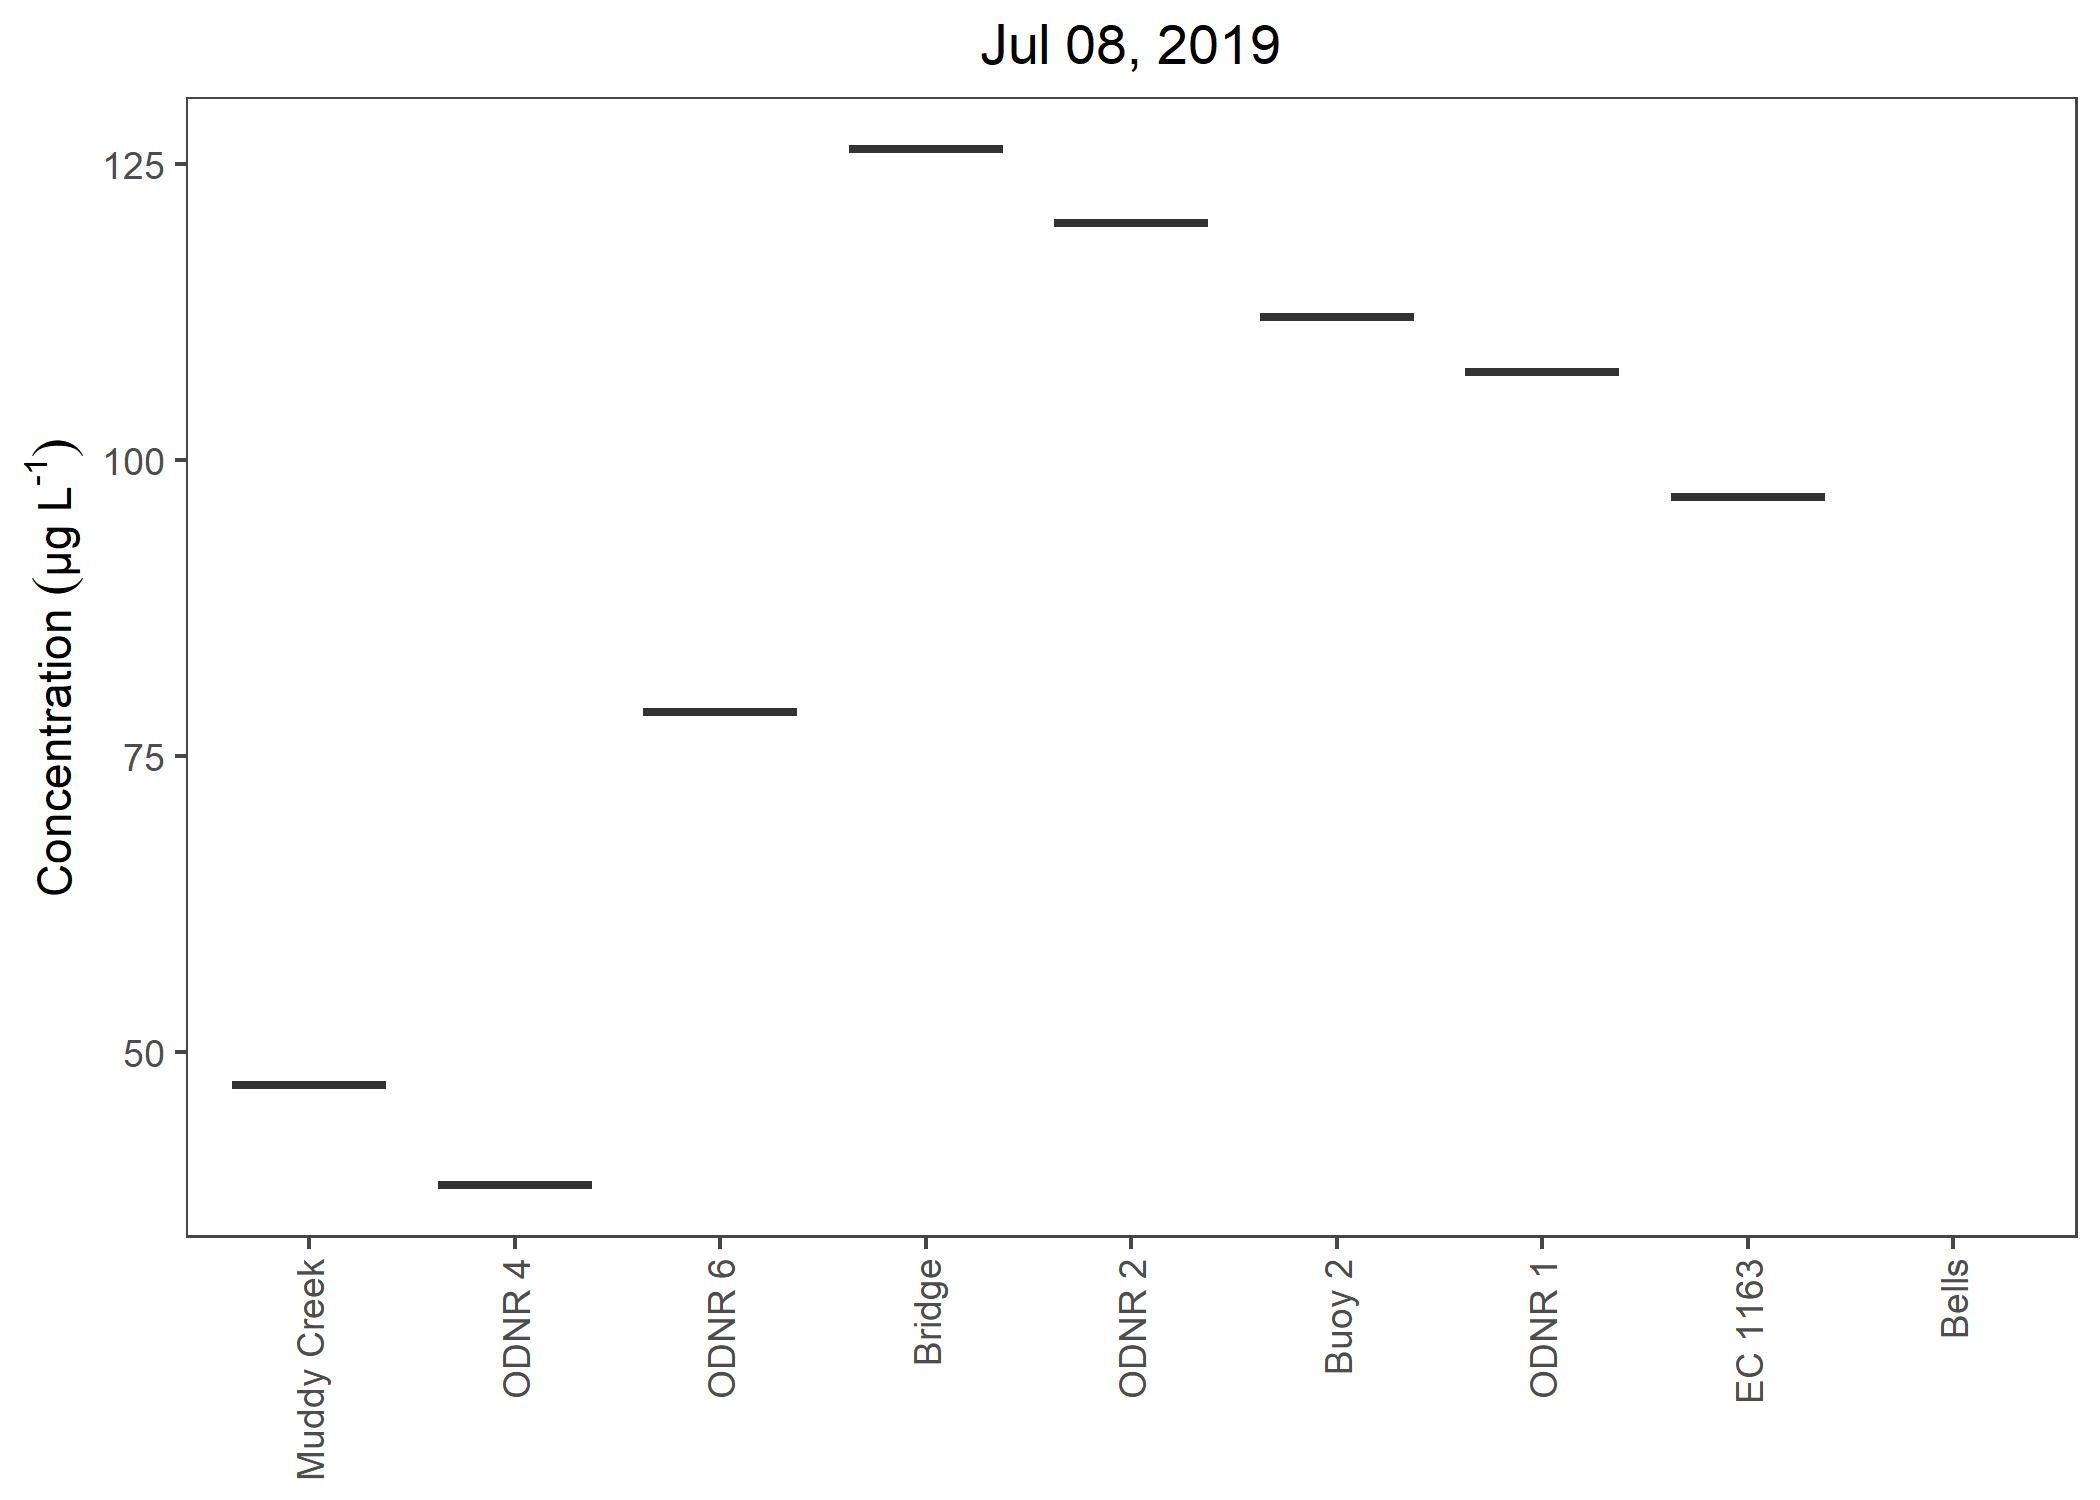 Jul 08, 2019
Concentration (µg L⁻¹)
125
100
75
50
Muddy Creek
ODNR 4
ODNR 6
Bridge
ODNR 2
Buoy 2
ODNR 1
EC 1163
Bells